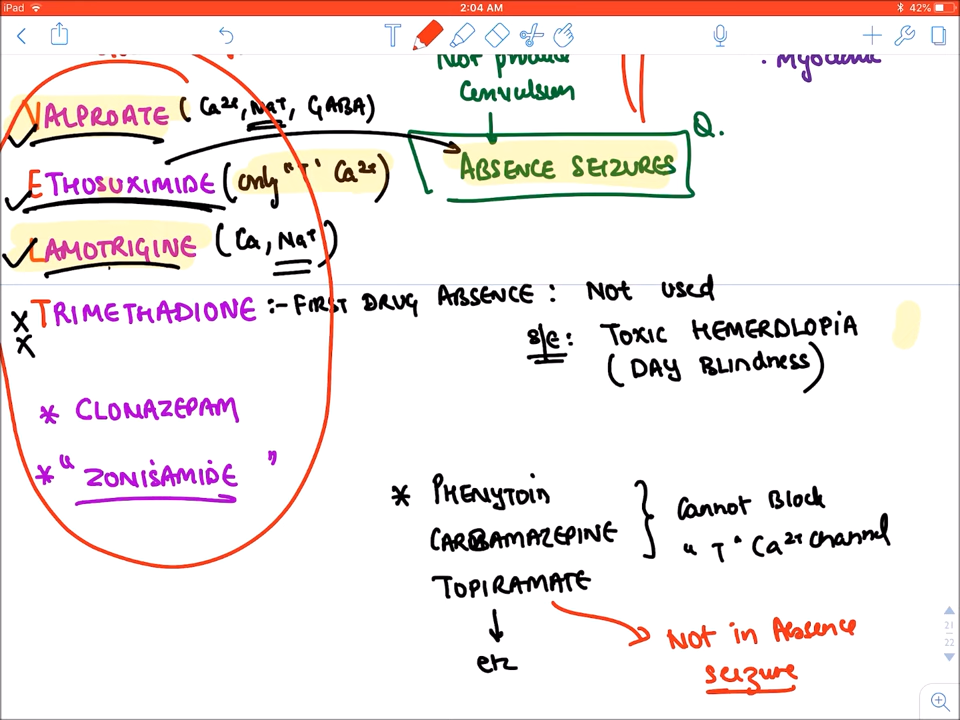 iPad 2:04 AM 42%
T
Not produce
convulsion
. Myoclonic
VALPROATE (Ca²⁺, Na⁺, GABA)
Q.
ABSENCE SEIZURES
ETHOSUXIMIDE (only "T" Ca²⁺)
LAMOTRIGINE (Ca, Na⁺)
x TRIMETHADIONE :- FIRST DRUG ABSENCE : NOT used
x
S/E : TOXIC HEMERDLOPIA
(DAY BLINDNESS)
* CLONAZEPAM
* " ZONISAMIDE "
* PHENYTOIN
CARBAMAZEPINE
TOPIRAMATE
Cannot Block
"T" Ca²⁺ channel
↓
etc
NOT in Absence
seizure
21
22